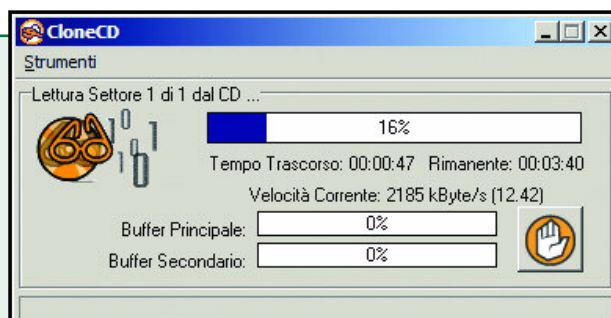 CloneCD
Strumenti
Lettura Settore 1 di 1 dal CD ...
16%
Tempo Trascorso: 00:00:47 Rimanente: 00:03:40
Velocità Corrente: 2185 kByte/s (12.42)
Buffer Principale: 0%
Buffer Secondario: 0%